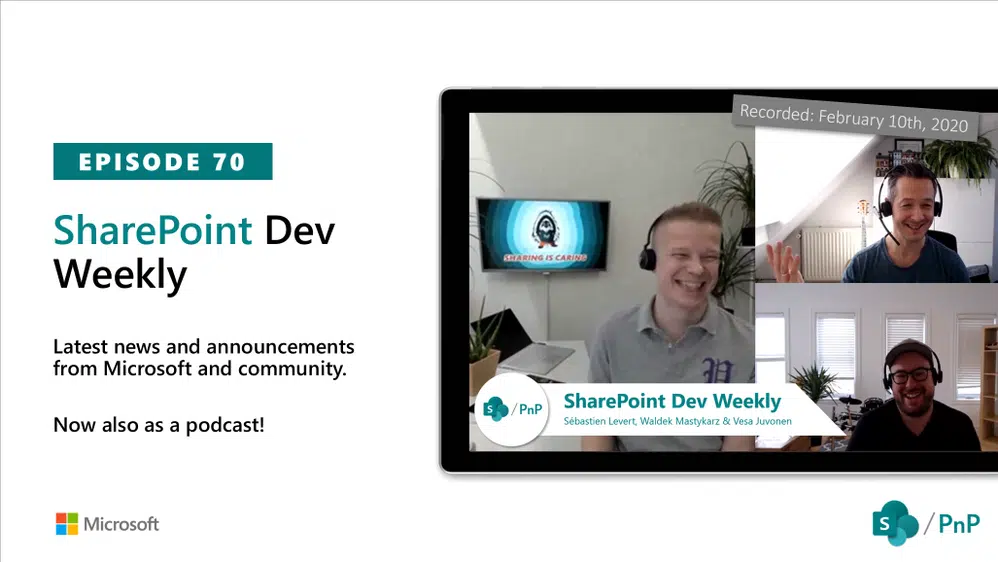 EPISODE 70
SharePoint Dev
Weekly
Latest news and announcements
from Microsoft and community.
Now also as a podcast!
Microsoft
Recorded: February 10th, 2020
SHARING IS CARING
S / PnP
SharePoint Dev Weekly
Sébastien Levert, Waldek Mastykarz & Vesa Juvonen
S / PnP